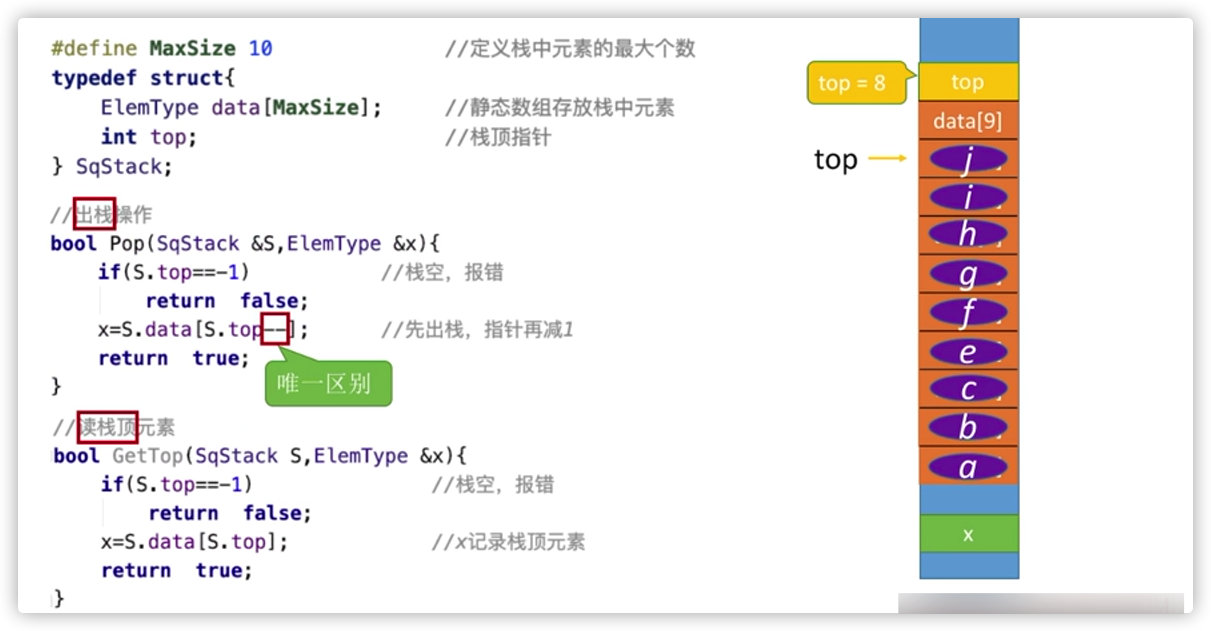 #define MaxSize 10 //定义栈中元素的最大个数
typedef struct{
ElemType data[MaxSize]; //静态数组存放栈中元素
int top; //栈顶指针
} SqStack;
//出栈操作
bool Pop(SqStack &S,ElemType &x){
if(S.top==-1) //栈空，报错
return false;
x=S.data[S.top--]; //先出栈，指针再减1
return true;
唯一区别
}
//读栈顶元素
bool GetTop(SqStack S,ElemType &x){
if(S.top==-1) //栈空，报错
return false;
x=S.data[S.top]; //x记录栈顶元素
return true;
}
top = 8
top
data[9]
top
j
i
h
g
f
e
c
b
a
x